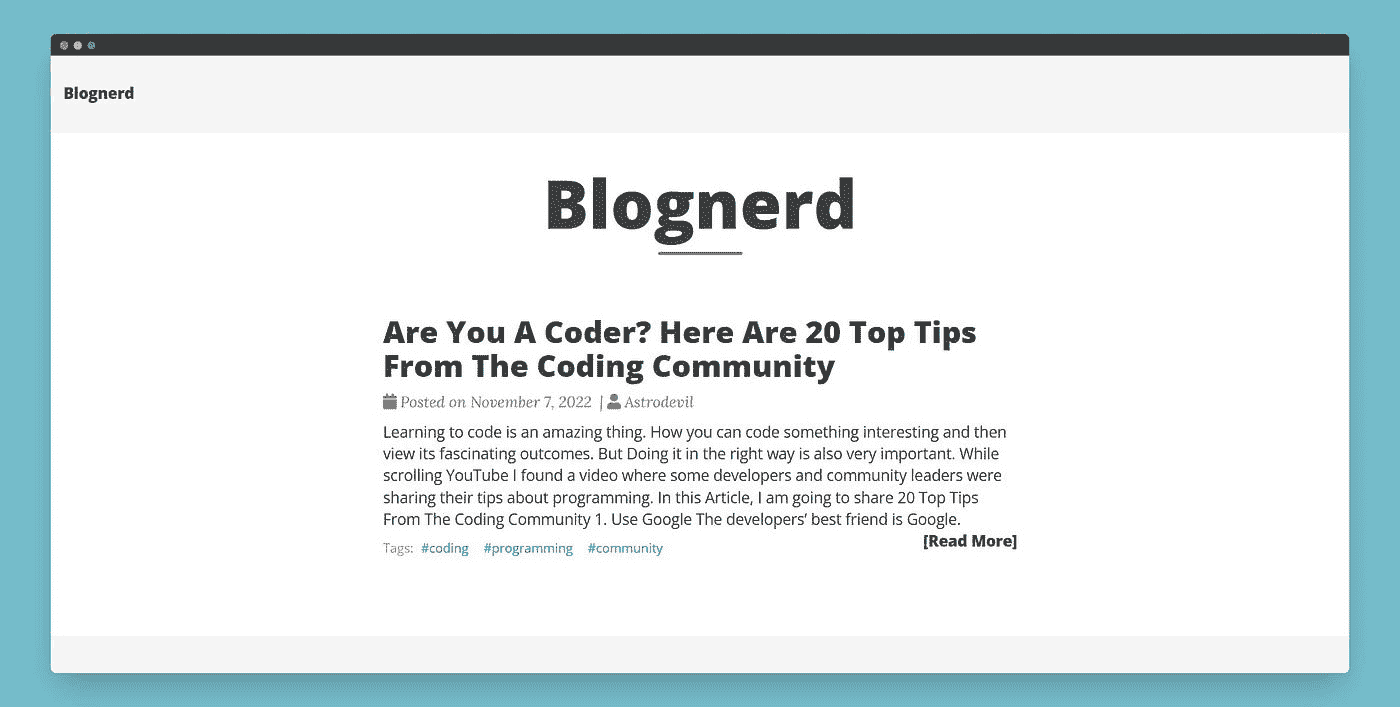 Blognerd
Blognerd
Are You A Coder? Here Are 20 Top Tips
From The Coding Community
Posted on November 7, 2022 | Astrodevil
Learning to code is an amazing thing. How you can code something interesting and then
view its fascinating outcomes. But Doing it in the right way is also very important. While
scrolling YouTube I found a video where some developers and community leaders were
sharing their tips about programming. In this Article, I am going to share 20 Top Tips
From The Coding Community 1. Use Google The developers’ best friend is Google.
[Read More]
Tags: #coding #programming #community